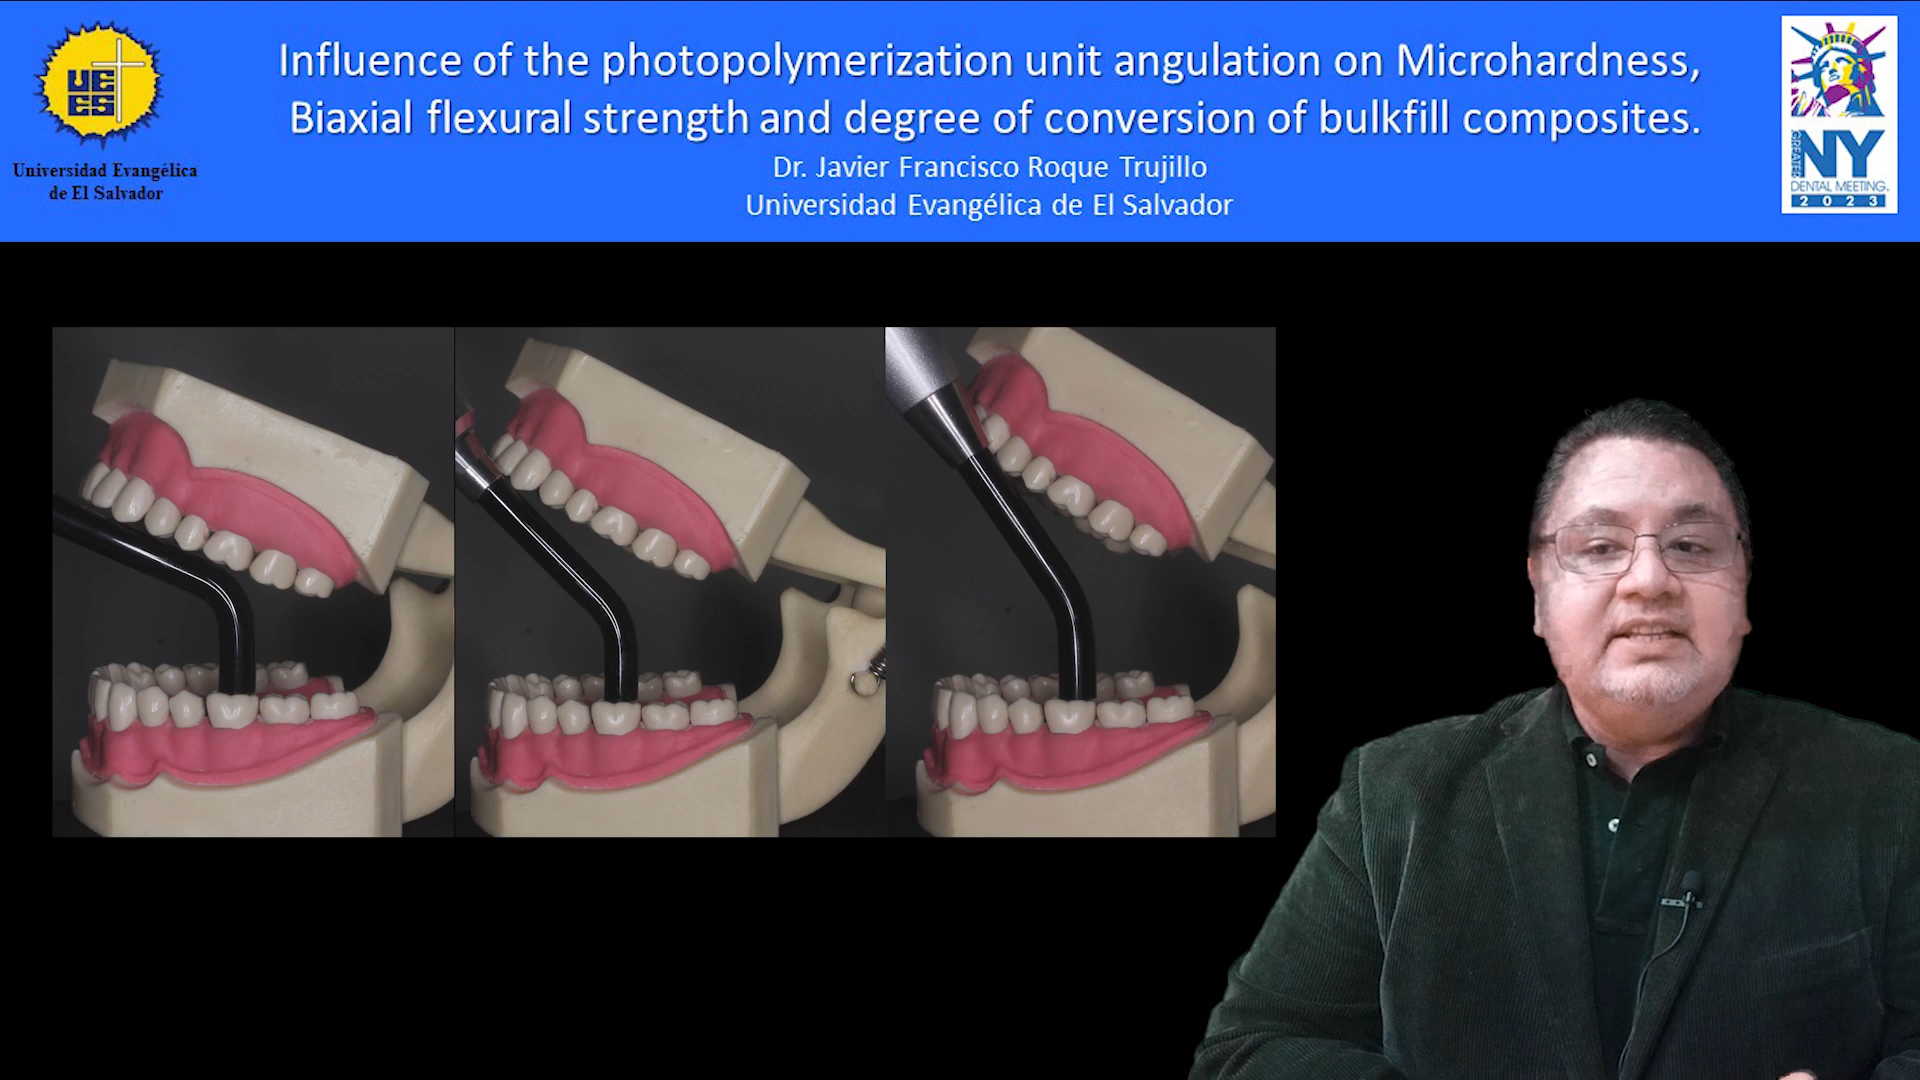 Influence of the photopolymerization unit angulation on Microhardness,
Biaxial flexural strength and degree of conversion of bulkfill composites.
Dr. Javier Francisco Roque Trujillo
Universidad Evangélica de El Salvador
UE
ES
Universidad Evangélica
de El Salvador
GREATER
NY
DENTAL MEETING.
2023